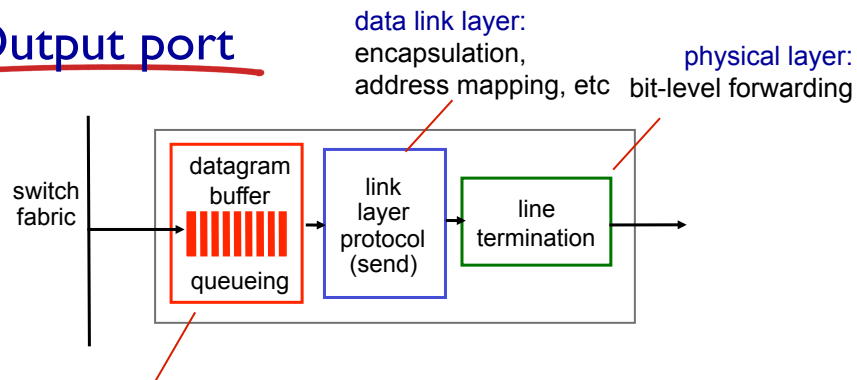 Output port
data link layer:
encapsulation,
address mapping, etc
physical layer:
bit-level forwarding
switch
fabric
datagram
buffer
queueing
link
layer
protocol
(send)
line
termination